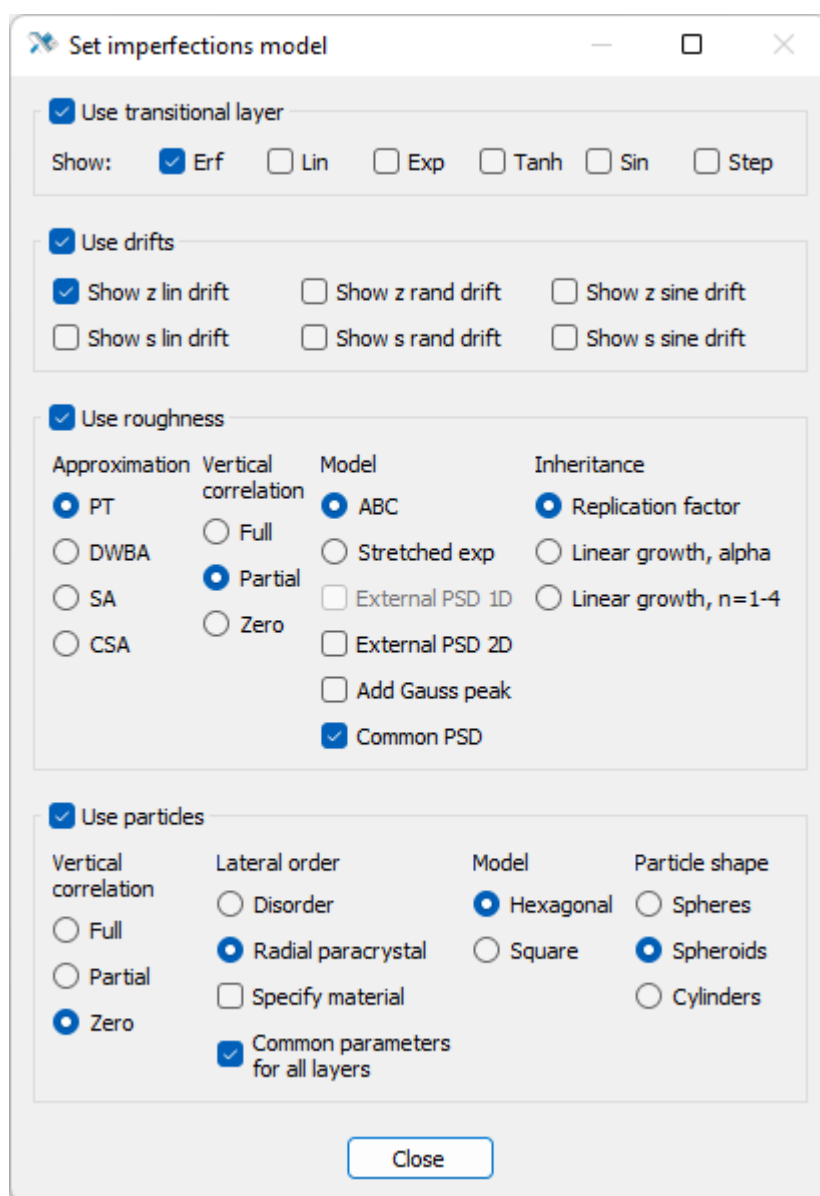 Set imperfections model
Use transitional layer
Show: Erf Lin Exp Tanh Sin Step
Use drifts
Show z lin drift Show z rand drift Show z sine drift
Show s lin drift Show s rand drift Show s sine drift
Use roughness
Approximation
PT
DWBA
SA
CSA
Vertical
correlation
Full
Partial
Zero
Model
ABC
Stretched exp
External PSD 1D
External PSD 2D
Add Gauss peak
Common PSD
Inheritance
Replication factor
Linear growth, alpha
Linear growth, n=1-4
Use particles
Vertical
correlation
Full
Partial
Zero
Lateral order
Disorder
Radial paracrystal
Specify material
Common parameters
for all layers
Model
Hexagonal
Square
Particle shape
Spheres
Spheroids
Cylinders
Close